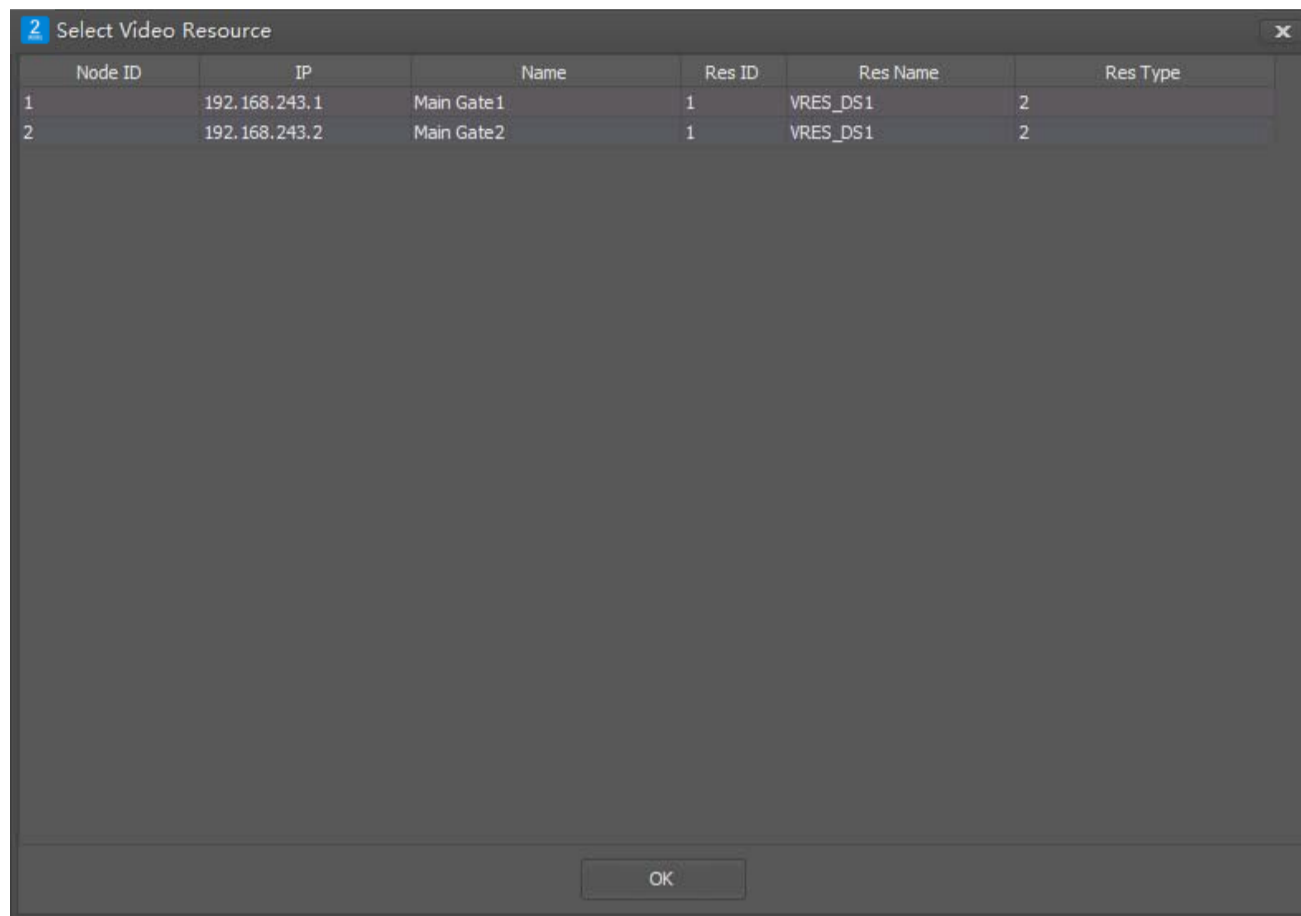 2 Select Video Resource x
Node ID IP Name Res ID Res Name Res Type
1 192.168.243.1 Main Gate1 1 VRES_DS1 2
2 192.168.243.2 Main Gate2 1 VRES_DS1 2
OK